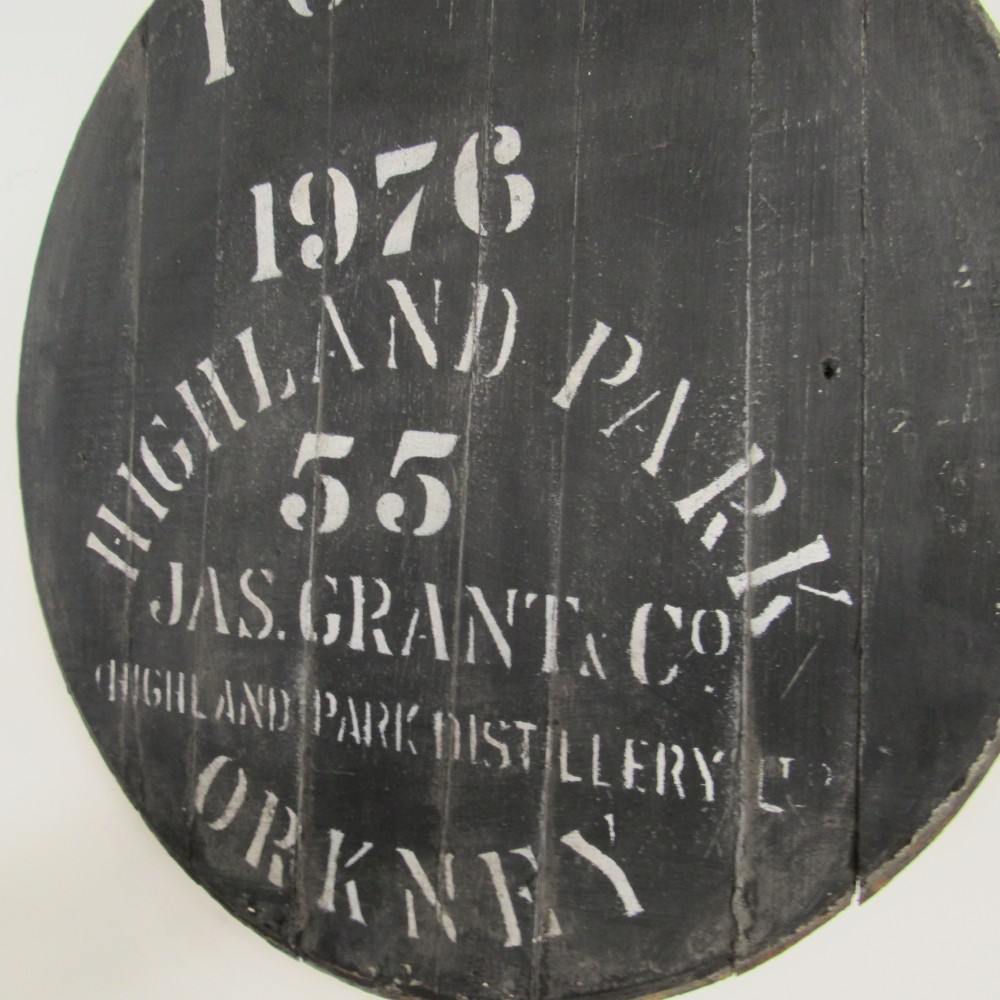 1976
HIGHLAND PARK
55
JAS. GRANT & Co.
(HIGHLAND PARK DISTILLERY LTD
ORKNEY